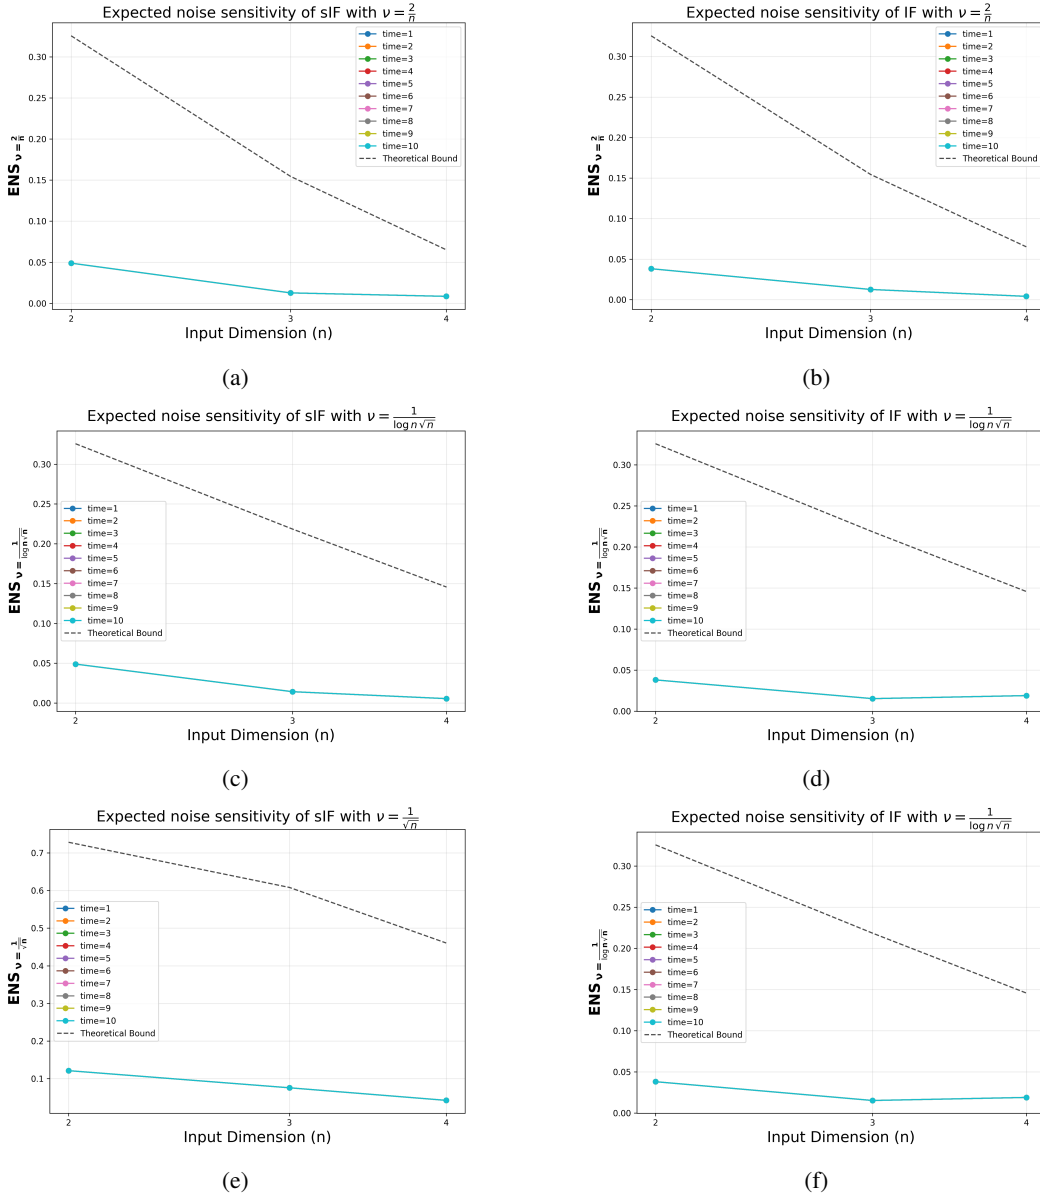 Expected noise sensitivity of sIF with ν = 2/n
ENS ν = 2/n
0.30
0.25
0.20
0.15
0.10
0.05
0.00
time=1
time=2
time=3
time=4
time=5
time=6
time=7
time=8
time=9
time=10
Theoretical Bound
2 3 4
Input Dimension (n)
(a)
Expected noise sensitivity of IF with ν = 2/n
ENS ν = 2/n
0.30
0.25
0.20
0.15
0.10
0.05
0.00
time=1
time=2
time=3
time=4
time=5
time=6
time=7
time=8
time=9
time=10
Theoretical Bound
2 3 4
Input Dimension (n)
(b)
Expected noise sensitivity of sIF with ν = 1/(log n √n)
ENS ν = 1/(log n √n)
0.30
0.25
0.20
0.15
0.10
0.05
0.00
time=1
time=2
time=3
time=4
time=5
time=6
time=7
time=8
time=9
time=10
Theoretical Bound
2 3 4
Input Dimension (n)
(c)
Expected noise sensitivity of IF with ν = 1/(log n √n)
ENS ν = 1/(log n √n)
0.30
0.25
0.20
0.15
0.10
0.05
0.00
time=1
time=2
time=3
time=4
time=5
time=6
time=7
time=8
time=9
time=10
Theoretical Bound
2 3 4
Input Dimension (n)
(d)
Expected noise sensitivity of sIF with ν = 1/√n
ENS ν = 1/√n
0.7
0.6
0.5
0.4
0.3
0.2
0.1
time=1
time=2
time=3
time=4
time=5
time=6
time=7
time=8
time=9
time=10
Theoretical Bound
2 3 4
Input Dimension (n)
(e)
Expected noise sensitivity of IF with ν = 1/(log n √n)
ENS ν = 1/(log n √n)
0.30
0.25
0.20
0.15
0.10
0.05
0.00
time=1
time=2
time=3
time=4
time=5
time=6
time=7
time=8
time=9
time=10
Theoretical Bound
2 3 4
Input Dimension (n)
(f)